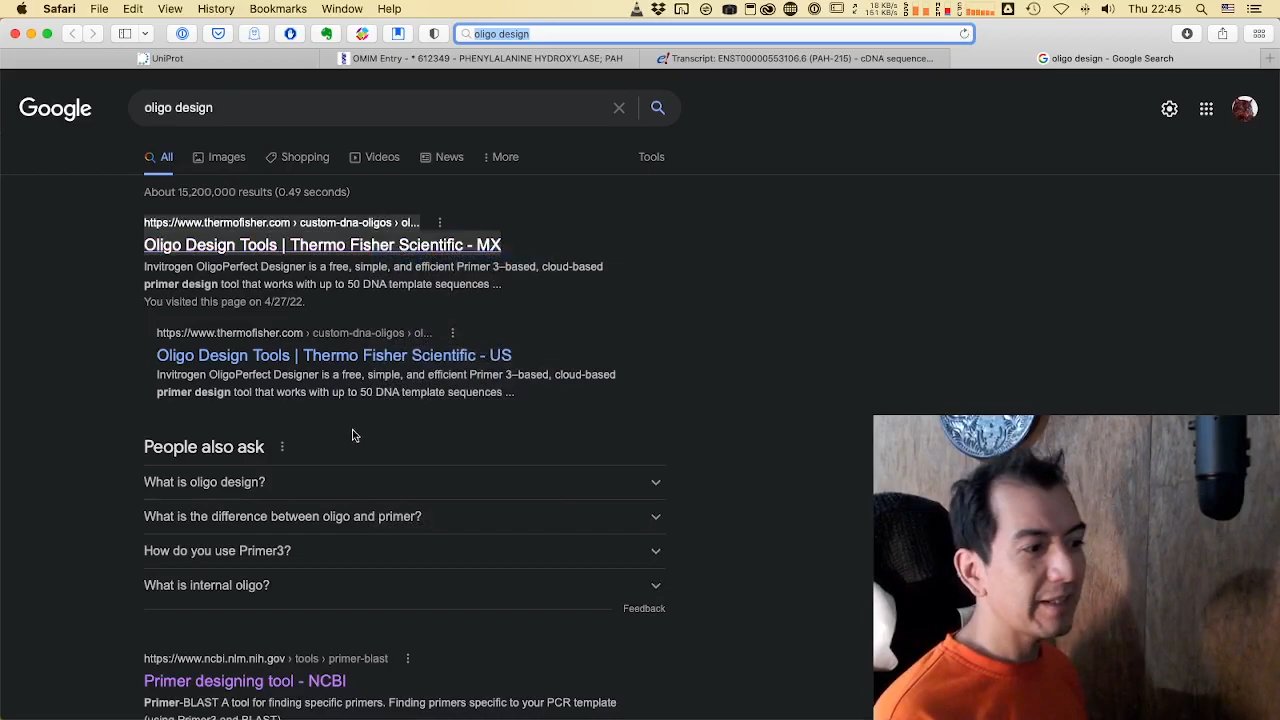 Safari File Edit View History Bookmarks Window Help
Thu 22:45
oligo design
UniProt
OMIM Entry - * 612349 - PHENYLALANINE HYDROXYLASE; PAH
Transcript: ENST00000553106.6 (PAH-215) - cDNA sequence...
oligo design - Google Search
Google
oligo design
All Images Shopping Videos News More Tools
About 15,200,000 results (0.49 seconds)
https://www.thermofisher.com › custom-dna-oligos › ol...
Oligo Design Tools | Thermo Fisher Scientific - MX
Invitrogen OligoPerfect Designer is a free, simple, and efficient Primer 3–based, cloud-based
primer design tool that works with up to 50 DNA template sequences ...
You visited this page on 4/27/22.
https://www.thermofisher.com › custom-dna-oligos › ol...
Oligo Design Tools | Thermo Fisher Scientific - US
Invitrogen OligoPerfect Designer is a free, simple, and efficient Primer 3–based, cloud-based
primer design tool that works with up to 50 DNA template sequences ...
People also ask
What is oligo design?
What is the difference between oligo and primer?
How do you use Primer3?
What is internal oligo?
Feedback
https://www.ncbi.nlm.nih.gov › tools › primer-blast
Primer designing tool - NCBI
Primer-BLAST A tool for finding specific primers. Finding primers specific to your PCR template
(using Primer3 and BLAST)